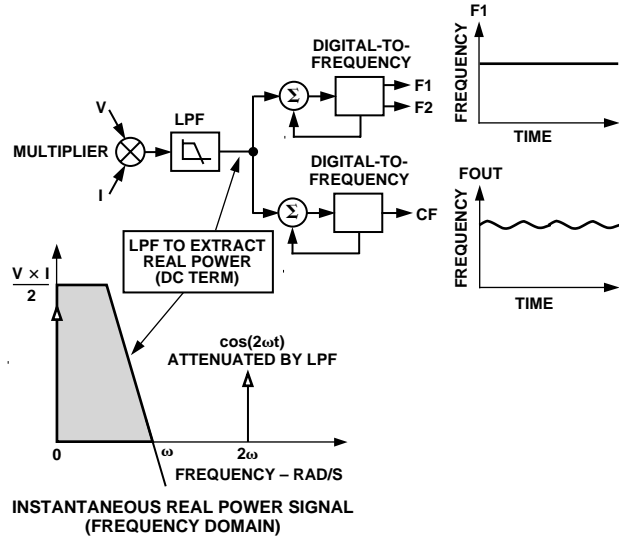 DIGITAL-TO-
FREQUENCY
Σ
F1
F2
V
LPF
MULTIPLIER
I
DIGITAL-TO-
FREQUENCY
Σ
CF
LPF TO EXTRACT
REAL POWER
(DC TERM)
V × I
2
cos(2ωt)
ATTENUATED BY LPF
0
ω
2ω
FREQUENCY – RAD/S
INSTANTANEOUS REAL POWER SIGNAL
(FREQUENCY DOMAIN)
F1
FREQUENCY
TIME
FOUT
FREQUENCY
TIME